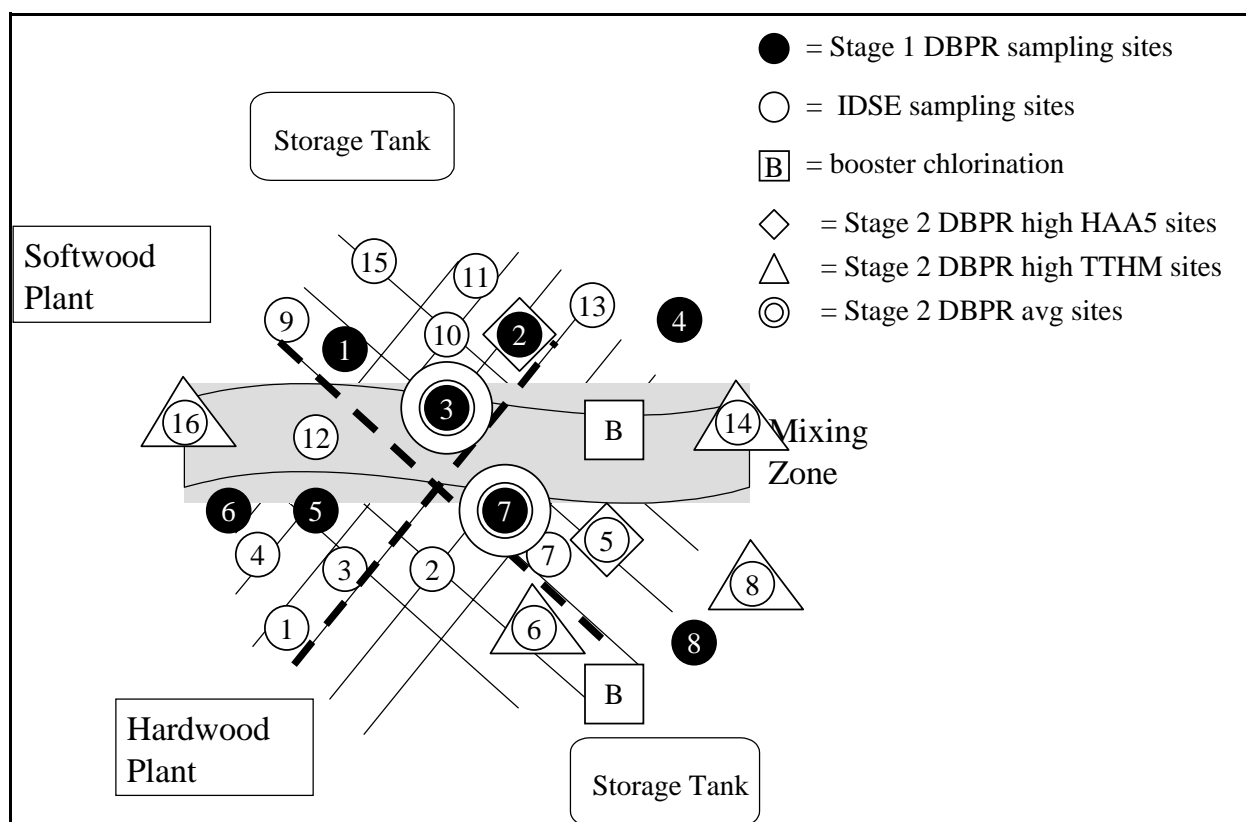 = Stage 1 DBPR sampling sites
= IDSE sampling sites
B = booster chlorination
= Stage 2 DBPR high HAA5 sites
= Stage 2 DBPR high TTHM sites
= Stage 2 DBPR avg sites
Storage Tank
Softwood
Plant
15
11
9
1
10
2
13
4
16
12
3
B
14
Mixing
Zone
6
5
7
4
3
2
7
5
8
1
6
8
B
Hardwood
Plant
Storage Tank